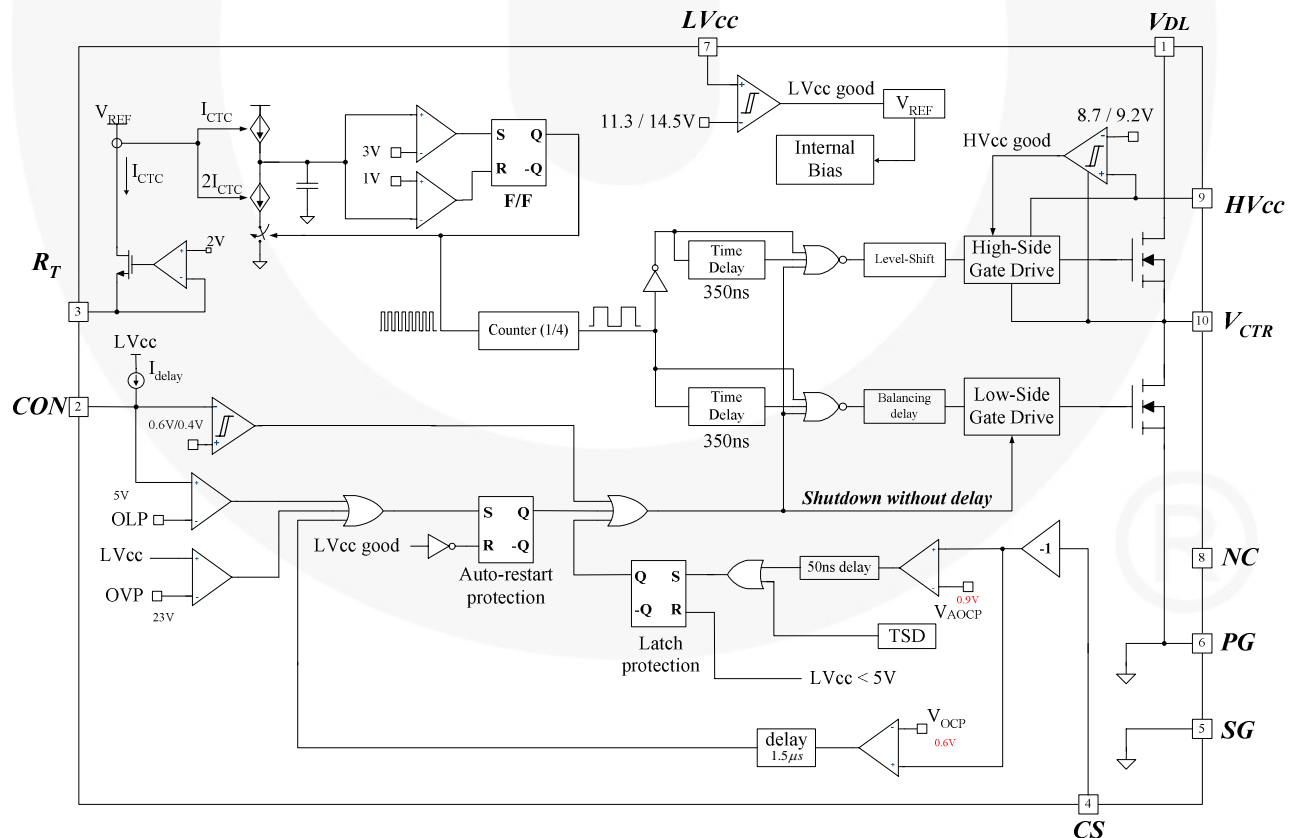 LVcc
VDL
7
1
VREF
ICTC
LVcc good
VREF
8.7 / 9.2V
11.3 / 14.5V
HVcc good
S Q
3V
1V
R -Q
F/F
Internal
Bias
ICTC
2ICTC
9
HVcc
2V
RT
3
Time
Delay
350ns
Level-Shift
High-Side
Gate Drive
Counter (1/4)
10
VCTR
LVcc
Idelay
CON
2
0.6V/0.4V
Time
Delay
350ns
Balancing
delay
Low-Side
Gate Drive
5V
OLP
S Q
R -Q
Shutdown without delay
LVcc good
LVcc
OVP
23V
Auto-restart
protection
Q S
-Q R
Latch
protection
50ns delay
-1
0.9V
VAOCP
TSD
8
NC
LVcc < 5V
6
PG
VOCP
0.6V
delay
1.5μs
5
SG
4
CS
®